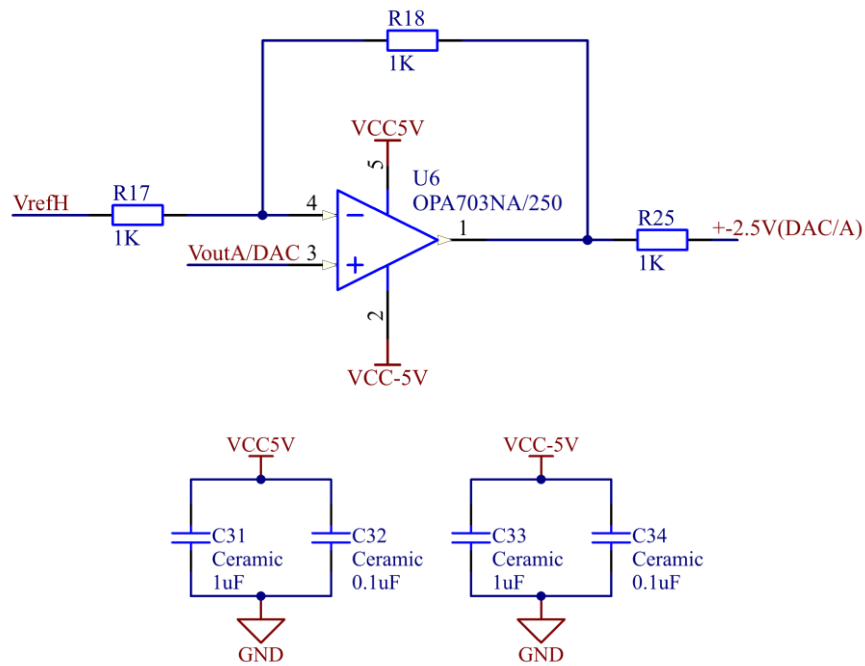 R18
1K
VCC5V
5
U6
OPA703NA/250
VrefH
R17
1K
4
1
R25
1K
+-2.5V(DAC/A)
VoutA/DAC
3
2
VCC-5V
VCC5V
VCC-5V
C31
Ceramic
1uF
C32
Ceramic
0.1uF
C33
Ceramic
1uF
C34
Ceramic
0.1uF
GND
GND